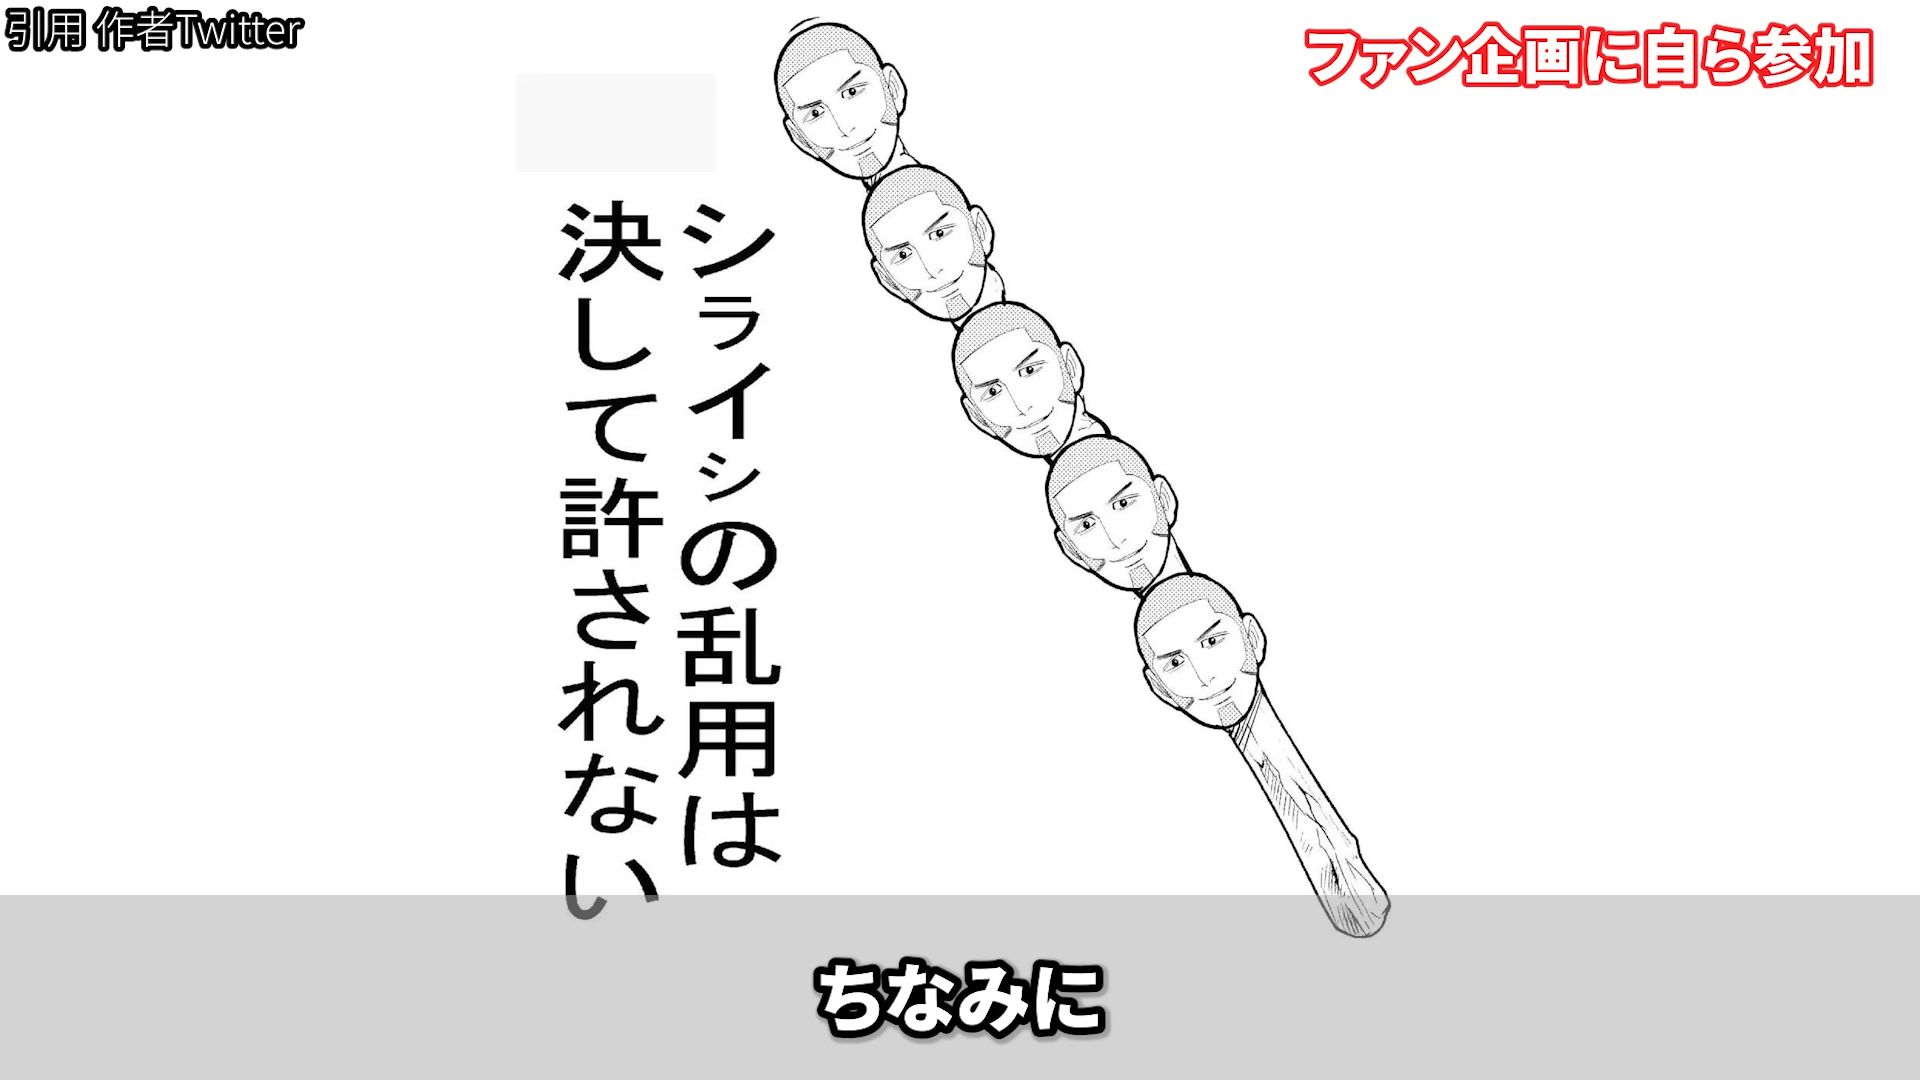 引用 作者Twitter
ファン企画に自ら参加
シライシの乱用は
決して許されない
ちなみに